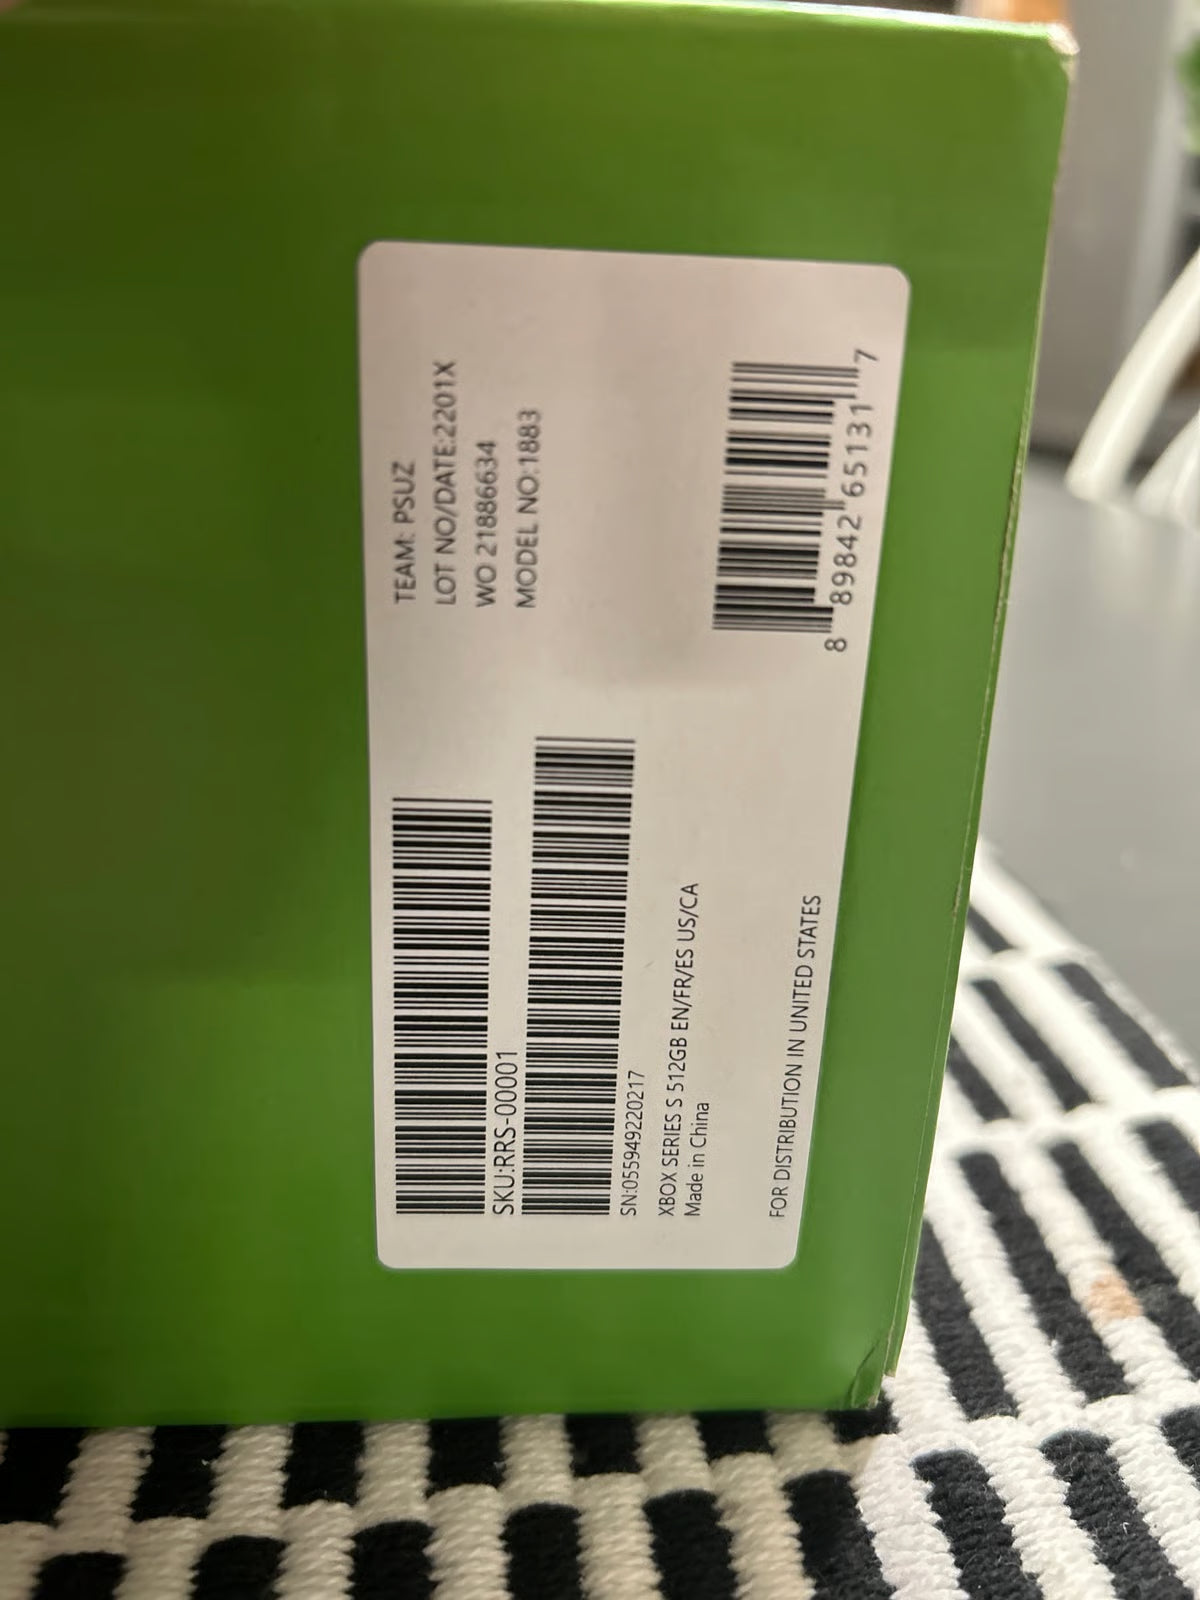 SKU:RRS-00001
SN:055949220217
XBOX SERIES S 512GB EN/FR/ES US/CA
Made in China
FOR DISTRIBUTION IN UNITED STATES
TEAM: PSUZ
LOT NO/DATE:2201X
WO 21886634
MODEL NO:1883
8 89842 65131 7